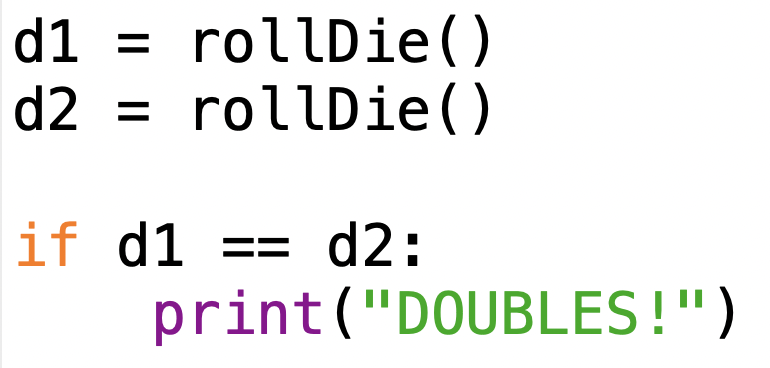 d1 = rollDie()
d2 = rollDie()
if d1 == d2:
    print("DOUBLES!")